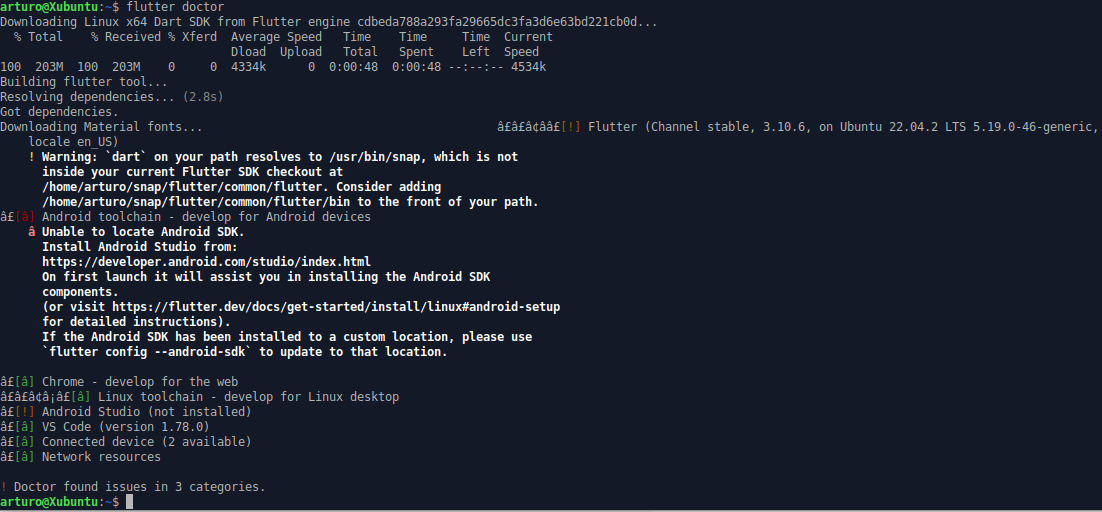 arturo@Xubuntu:~$ flutter doctor
Downloading Linux x64 Dart SDK from Flutter engine cdbeda788a293fa29665dc3fa3d6e63bd221cb0d...
  % Total    % Received % Xferd  Average Speed   Time    Time     Time  Current
                                 Dload  Upload   Total   Spent    Left  Speed
100  203M  100  203M    0     0  4334k      0  0:00:48  0:00:48 --:--:-- 4534k
Building flutter tool...
Resolving dependencies... (2.8s)
Got dependencies.
Downloading Material fonts...                                          â£â£â¢ââ£[!] Flutter (Channel stable, 3.10.6, on Ubuntu 22.04.2 LTS 5.19.0-46-generic,
    locale en_US)
    ! Warning: `dart` on your path resolves to /usr/bin/snap, which is not
      inside your current Flutter SDK checkout at
      /home/arturo/snap/flutter/common/flutter. Consider adding
      /home/arturo/snap/flutter/common/flutter/bin to the front of your path.
â£[â] Android toolchain - develop for Android devices
    â Unable to locate Android SDK.
      Install Android Studio from:
      https://developer.android.com/studio/index.html
      On first launch it will assist you in installing the Android SDK
      components.
      (or visit https://flutter.dev/docs/get-started/install/linux#android-setup
      for detailed instructions).
      If the Android SDK has been installed to a custom location, please use
      `flutter config --android-sdk` to update to that location.

â£[â] Chrome - develop for the web
â£â£â¢â¡â£[â] Linux toolchain - develop for Linux desktop
â£[!] Android Studio (not installed)
â£[â] VS Code (version 1.78.0)
â£[â] Connected device (2 available)
â£[â] Network resources

! Doctor found issues in 3 categories.
arturo@Xubuntu:~$